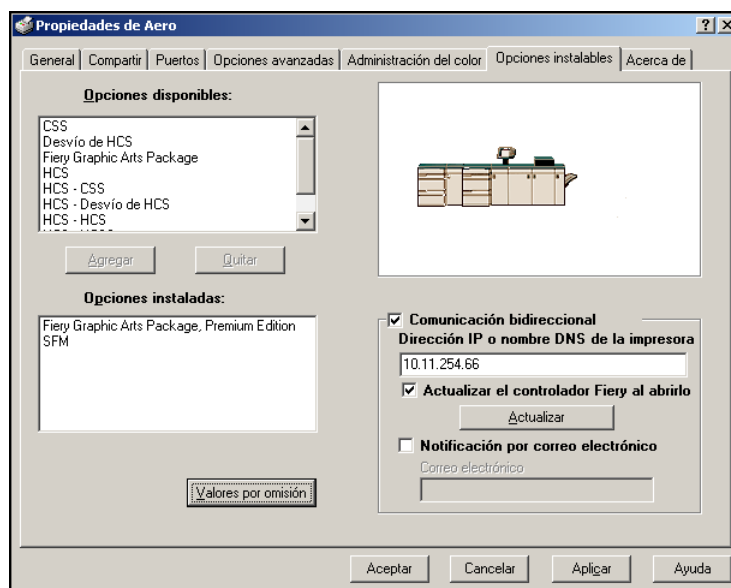 Propiedades de Aero
General Compartir Puertos Opciones avanzadas Administración del color Opciones instalables Acerca de
Opciones disponibles:
CSS
Desvío de HCS
Fiery Graphic Arts Package
HCS
HCS - CSS
HCS - Desvío de HCS
HCS - HCS
Agregar Quitar
Opciones instaladas:
Fiery Graphic Arts Package, Premium Edition
SFM
Valores por omisión
Comunicación bidireccional
Dirección IP o nombre DNS de la impresora
10.11.254.66
Actualizar el controlador Fiery al abrirlo
Actualizar
Notificación por correo electrónico
Correo electrónico
Aceptar Cancelar Aplicar Ayuda